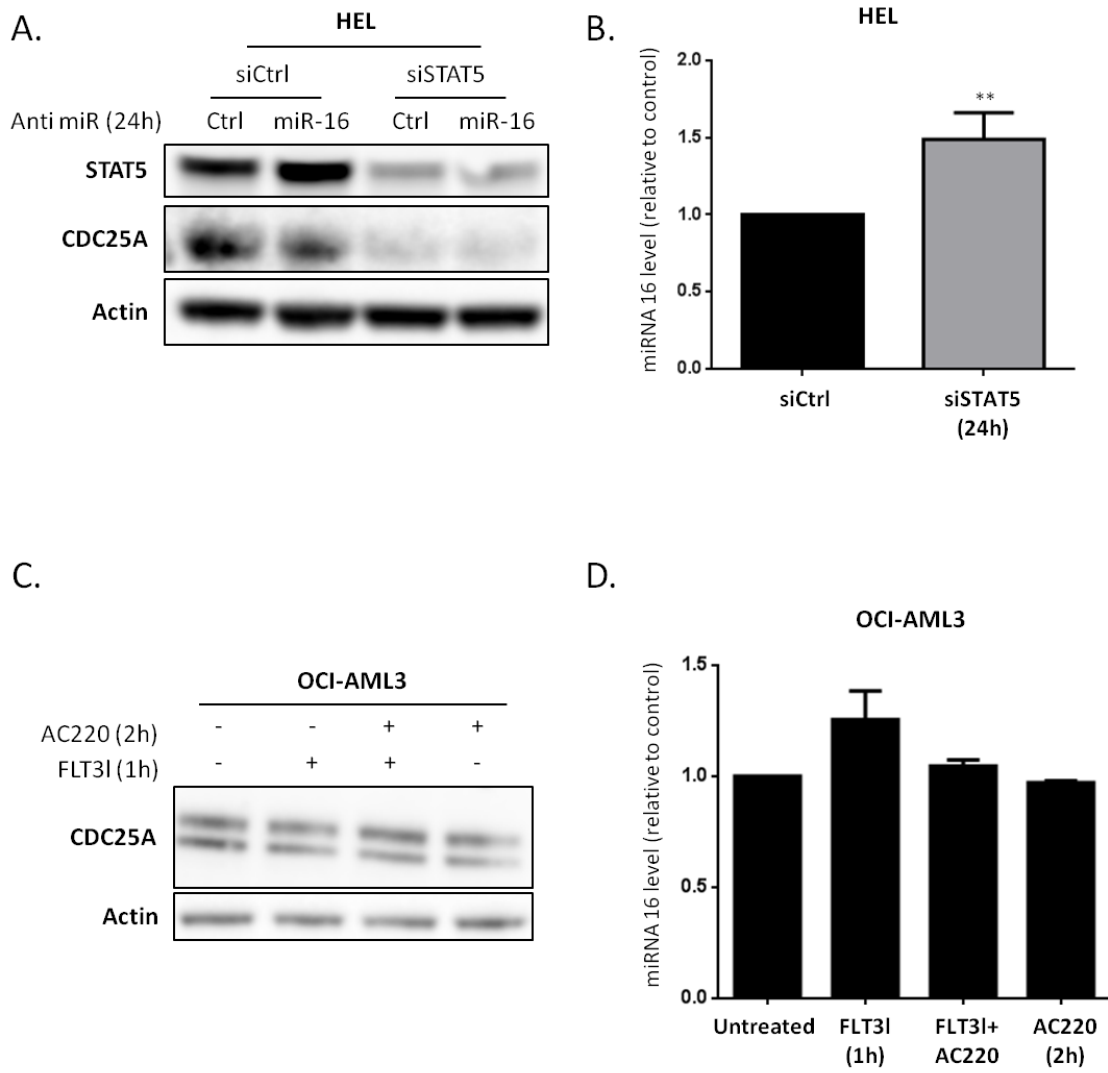 A.
HEL
siCtrl siSTAT5
Anti miR (24h) Ctrl miR-16 Ctrl miR-16
STAT5
CDC25A
Actin
B.
HEL
miRNA 16 level (relative to control)
2.0
1.5
1.0
0.5
0.0
**
siCtrl siSTAT5
(24h)
C.
OCI-AML3
AC220 (2h) - - + +
FLT3l (1h) - + + -
CDC25A
Actin
D.
OCI-AML3
miRNA 16 level (relative to control)
1.5
1.0
0.5
0.0
Untreated FLT3l FLT3l+ AC220
(1h) AC220 (2h)